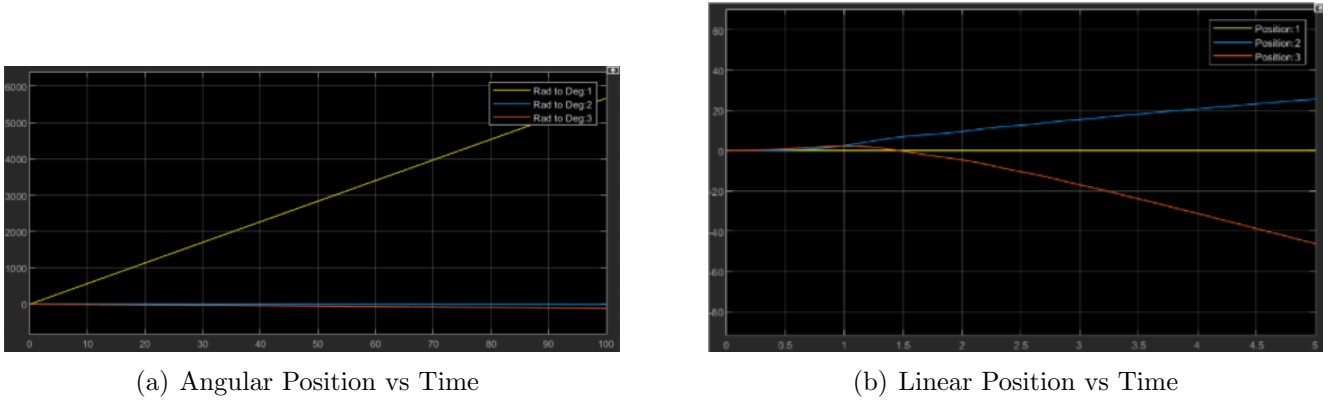 6000
5000
4000
3000
2000
1000
0
0 10 20 30 40 50 60 70 80 90 100
Rad to Deg:1
Rad to Deg:2
Rad to Deg:3
(a) Angular Position vs Time
60
40
20
0
-20
-40
-60
-80
0 0.5 1 1.5 2 2.5 3 3.5 4 4.5 5
Position:1
Position:2
Position:3
(b) Linear Position vs Time